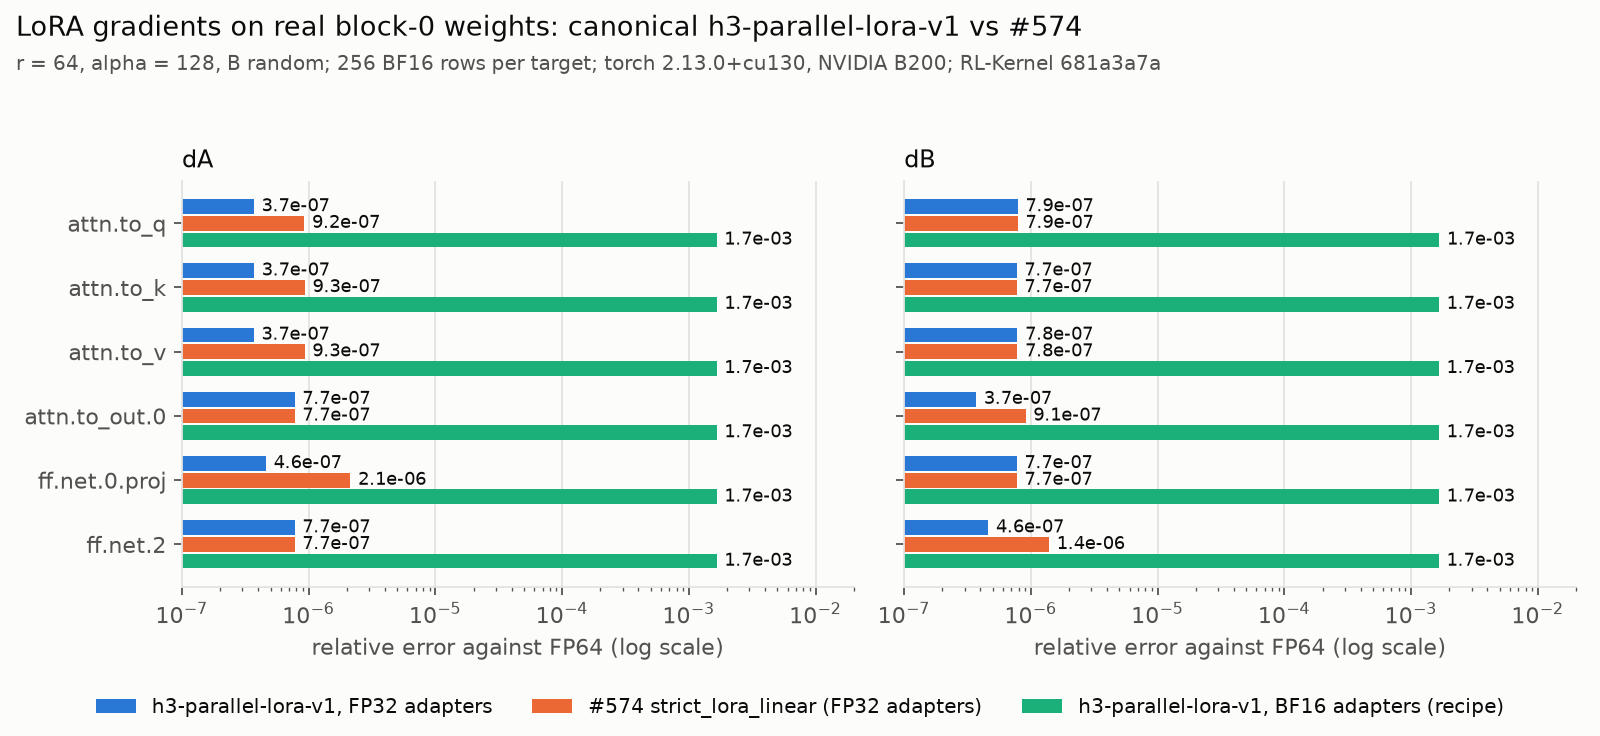 LoRA gradients on real block-0 weights: canonical h3-parallel-lora-v1 vs #574
r = 64, alpha = 128, B random; 256 BF16 rows per target; torch 2.13.0+cu130, NVIDIA B200; RL-Kernel 681a3a7a
dA
attn.to_q
3.7e-07
9.2e-07
1.7e-03
attn.to_k
3.7e-07
9.3e-07
1.7e-03
attn.to_v
3.7e-07
9.3e-07
1.7e-03
attn.to_out.0
7.7e-07
7.7e-07
1.7e-03
ff.net.0.proj
4.6e-07
2.1e-06
1.7e-03
ff.net.2
7.7e-07
7.7e-07
1.7e-03
10⁻⁷ 10⁻⁶ 10⁻⁵ 10⁻⁴ 10⁻³ 10⁻²
relative error against FP64 (log scale)
dB
7.9e-07
7.9e-07
1.7e-03
7.7e-07
7.7e-07
1.7e-03
7.8e-07
7.8e-07
1.7e-03
3.7e-07
9.1e-07
1.7e-03
7.7e-07
7.7e-07
1.7e-03
4.6e-07
1.4e-06
1.7e-03
10⁻⁷ 10⁻⁶ 10⁻⁵ 10⁻⁴ 10⁻³ 10⁻²
relative error against FP64 (log scale)
h3-parallel-lora-v1, FP32 adapters
#574 strict_lora_linear (FP32 adapters)
h3-parallel-lora-v1, BF16 adapters (recipe)